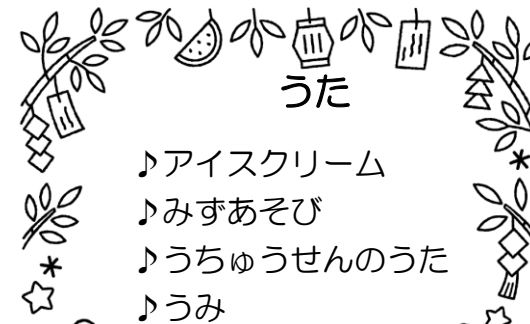 うた
♪アイスクリーム
♪みずあそび
♪うちゅうせんのうた
♪うみ